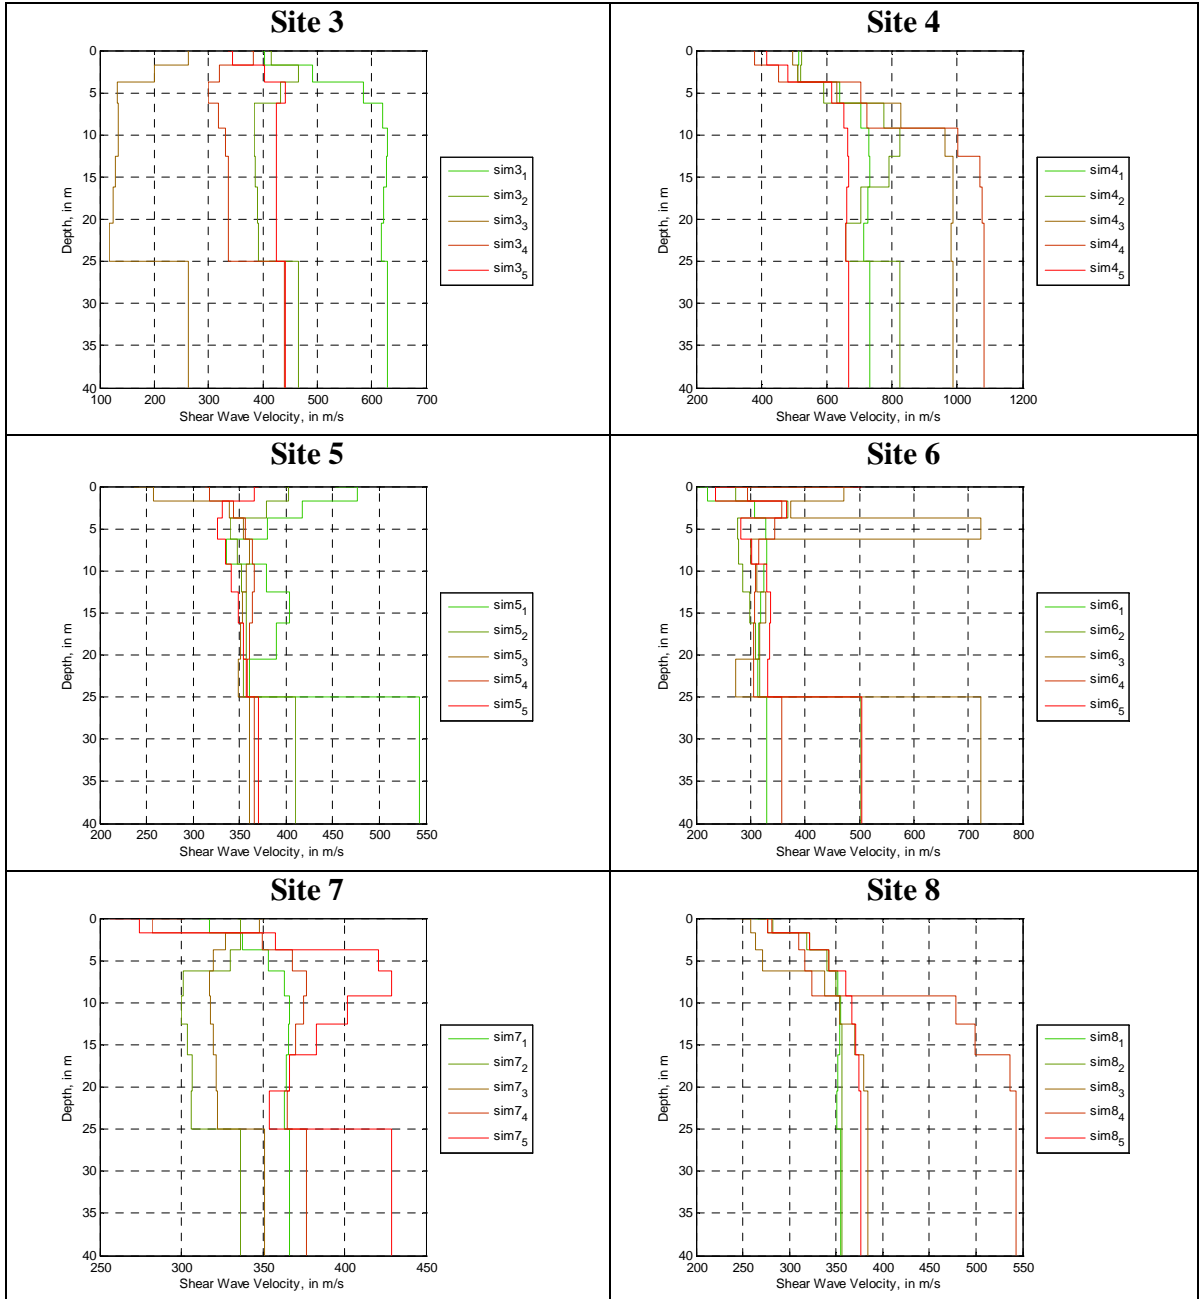 Site 3
0
5
10
15
20
25
30
35
40
Depth, in m
100
200
300
400
500
600
700
Shear Wave Velocity, in m/s
sim3₁
sim3₂
sim3₃
sim3₄
sim3₅
Site 4
0
5
10
15
20
25
30
35
40
Depth, in m
200
400
600
800
1000
1200
Shear Wave Velocity, in m/s
sim4₁
sim4₂
sim4₃
sim4₄
sim4₅
Site 5
0
5
10
15
20
25
30
35
40
Depth, in m
200
250
300
350
400
450
500
550
Shear Wave Velocity, in m/s
sim5₁
sim5₂
sim5₃
sim5₄
sim5₅
Site 6
0
5
10
15
20
25
30
35
40
Depth, in m
200
300
400
500
600
700
800
Shear Wave Velocity, in m/s
sim6₁
sim6₂
sim6₃
sim6₄
sim6₅
Site 7
0
5
10
15
20
25
30
35
40
Depth, in m
250
300
350
400
450
Shear Wave Velocity, in m/s
sim7₁
sim7₂
sim7₃
sim7₄
sim7₅
Site 8
0
5
10
15
20
25
30
35
40
Depth, in m
200
250
300
350
400
450
500
550
Shear Wave Velocity, in m/s
sim8₁
sim8₂
sim8₃
sim8₄
sim8₅